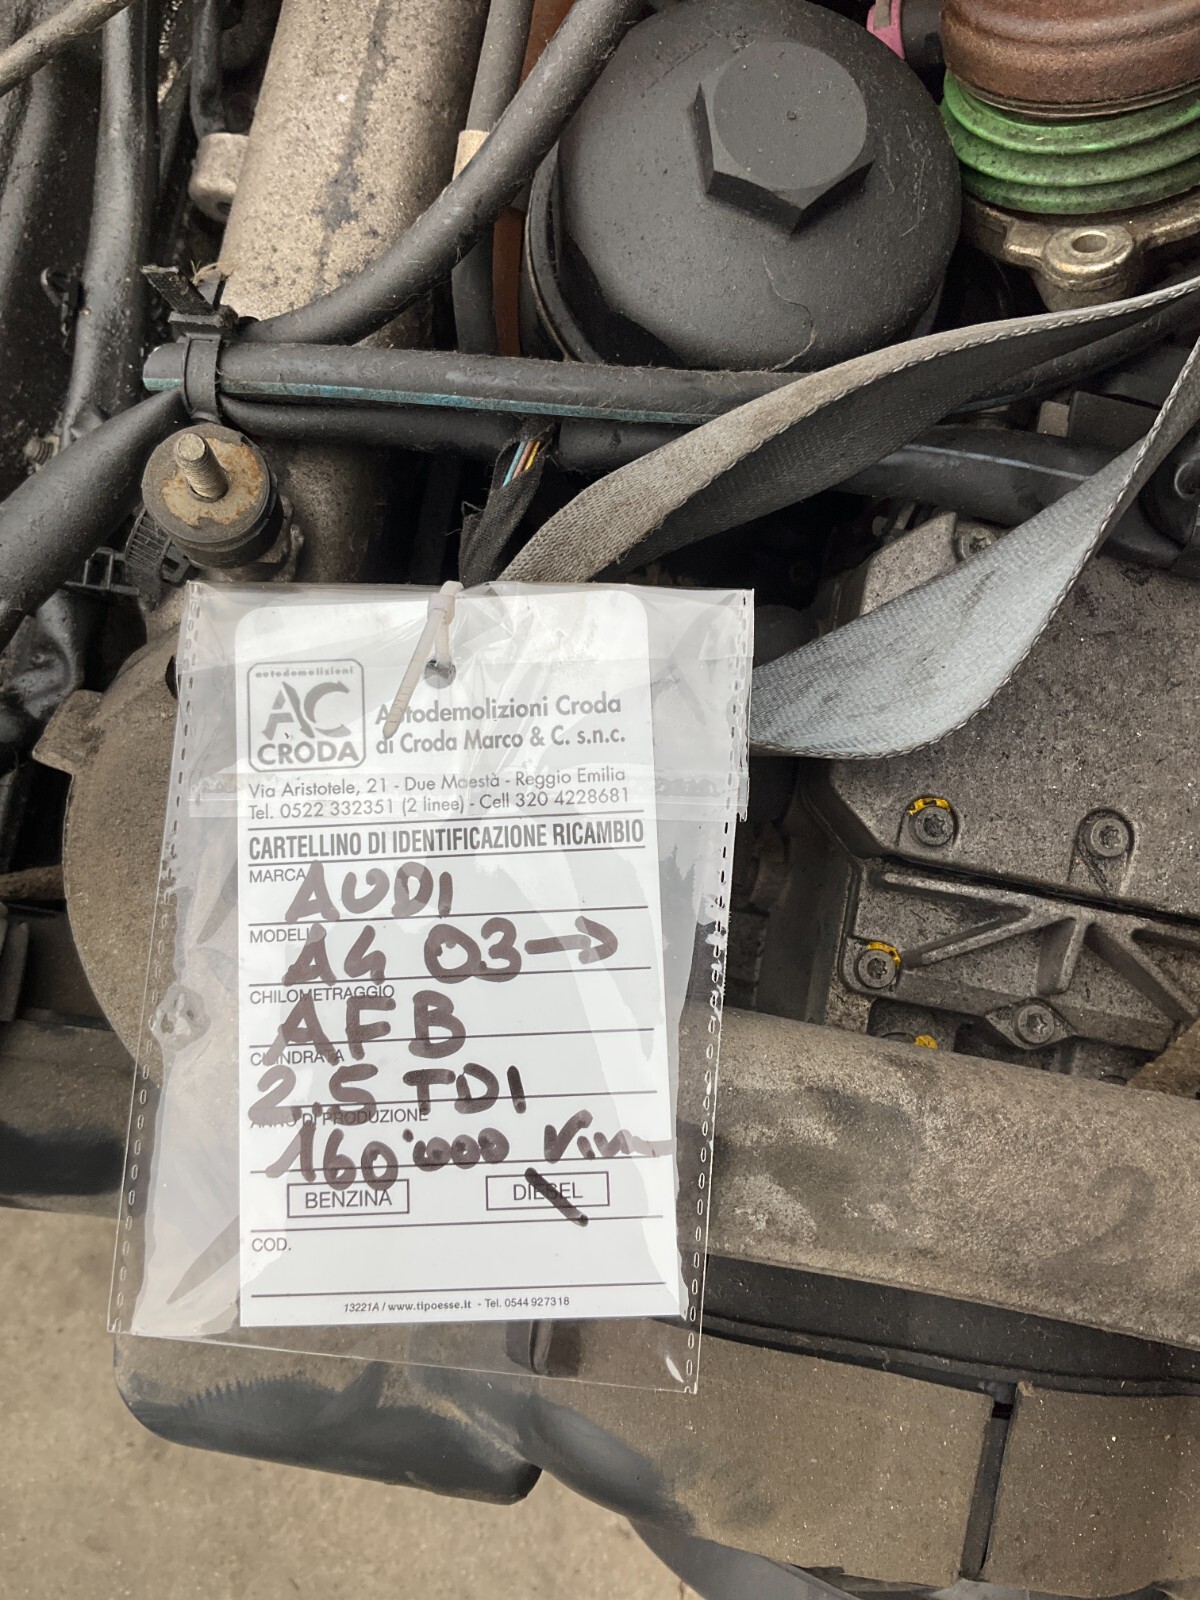 autodemolizioni
AC
CRODA
Autodemolizioni Croda
di Croda Marco & C. s.n.c.
Via Aristotele, 21 - Due Maestà - Reggio Emilia
Tel. 0522 332351 (2 linee) - Cell 320 4228681
CARTELLINO DI IDENTIFICAZIONE RICAMBIO
MARCA AUDI
MODELLO A4 03→
CHILOMETRAGGIO
AFB
CILINDRATA
2.5 TDI
ANNO DI PRODUZIONE
160'000
BENZINA DIESEL
COD.
13221A / www.tipoesse.it - Tel. 0544 927318